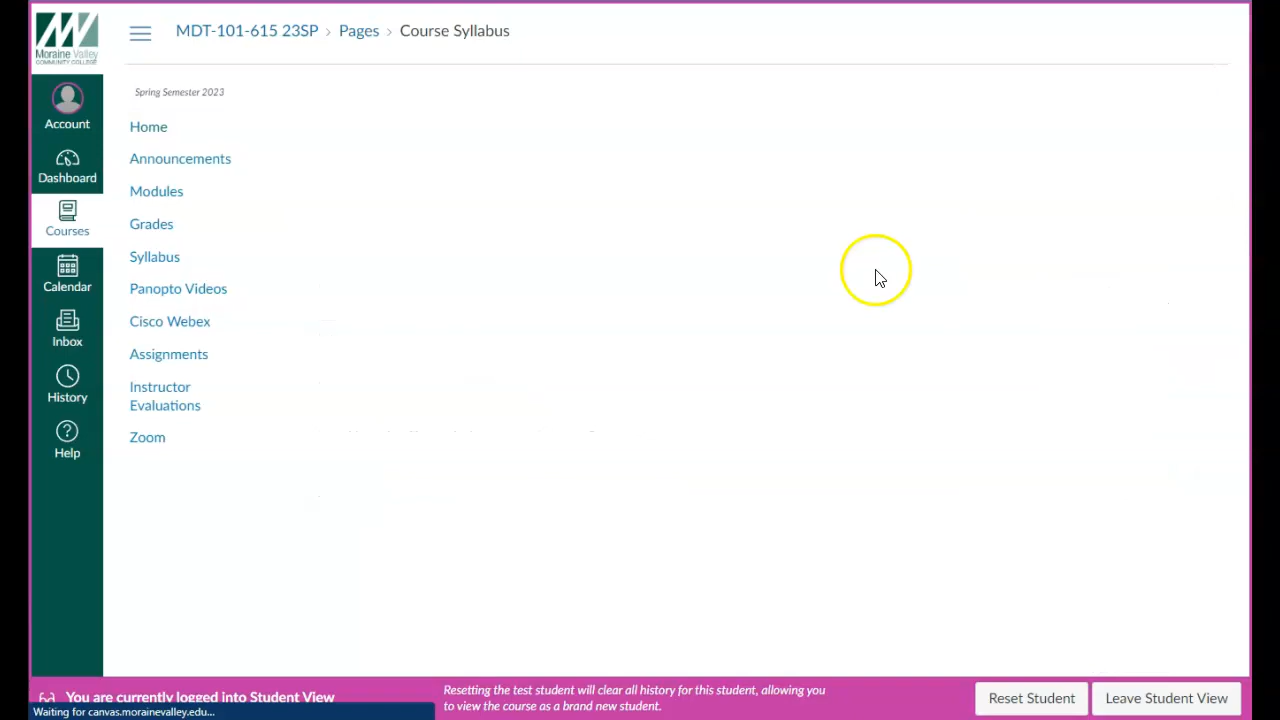 Moraine Valley
COMMUNITY COLLEGE
MDT-101-615 23SP › Pages › Course Syllabus
Spring Semester 2023
Account
Dashboard
Courses
Calendar
Inbox
History
Help
Home
Announcements
Modules
Grades
Syllabus
Panopto Videos
Cisco Webex
Assignments
Instructor
Evaluations
Zoom
You are currently logged into Student View
Waiting for canvas.morainevalley.edu...
Resetting the test student will clear all history for this student, allowing you
to view the course as a brand new student.
Reset Student
Leave Student View